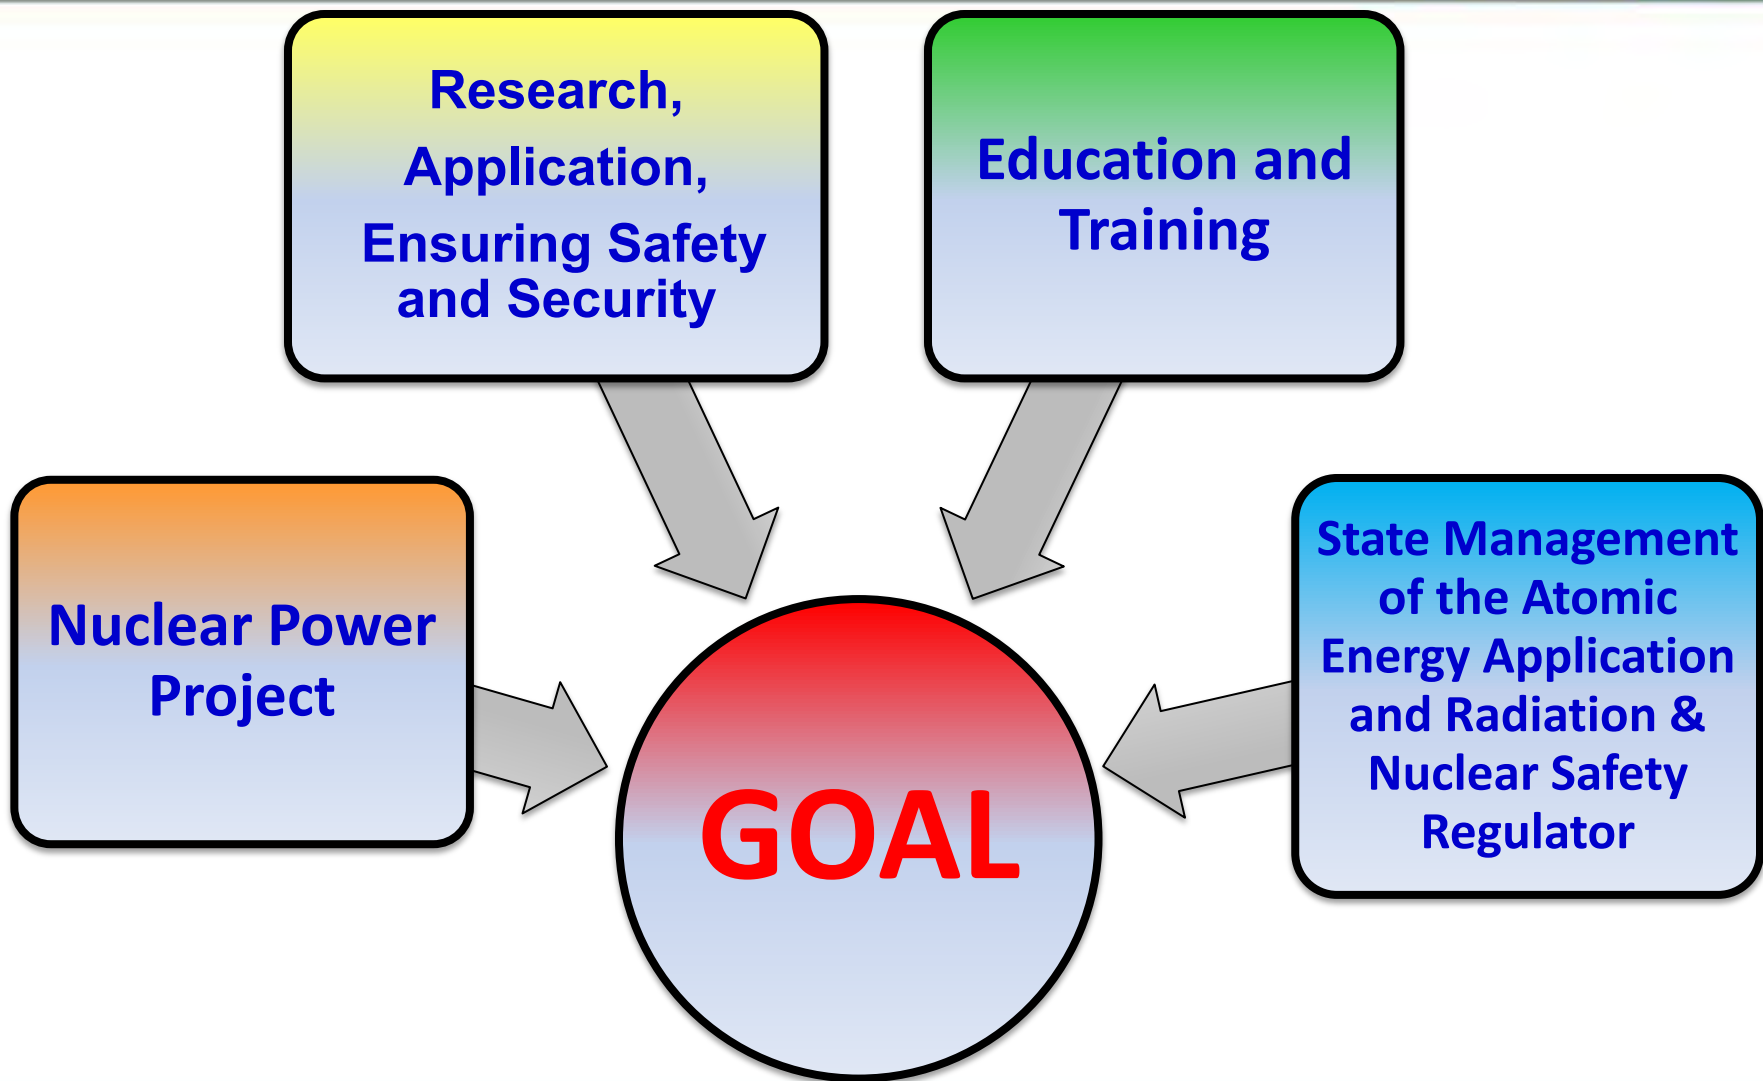 Research,
Application,
Ensuring Safety
and Security
Education and
Training
Nuclear Power
Project
State Management
of the Atomic
Energy Application
and Radiation &
Nuclear Safety
Regulator
GOAL